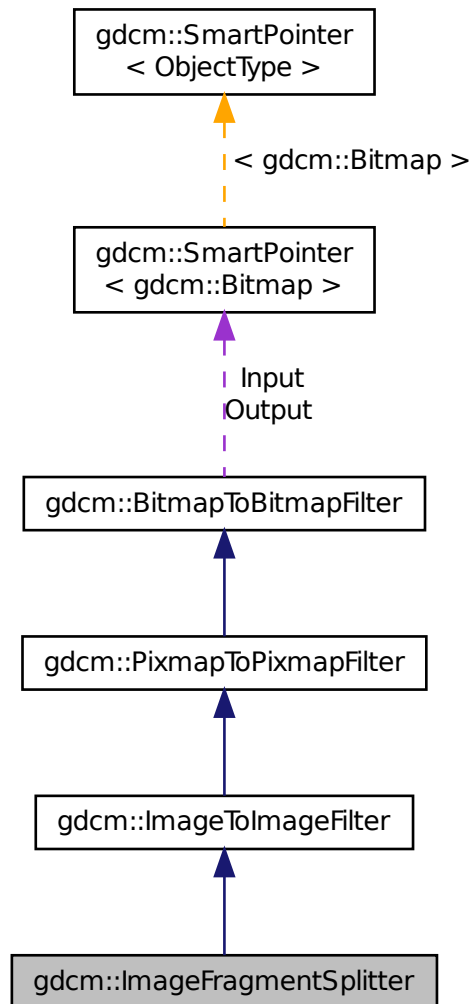 gdcm::SmartPointer
< ObjectType >
< gdcm::Bitmap >
gdcm::SmartPointer
< gdcm::Bitmap >
Input
Output
gdcm::BitmapToBitmapFilter
gdcm::PixmapToPixmapFilter
gdcm::ImageToImageFilter
gdcm::ImageFragmentSplitter